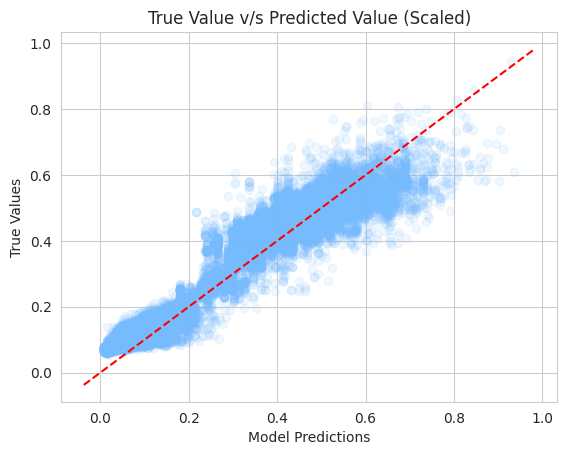 True Value v/s Predicted Value (Scaled)
1.0
0.8
0.6
0.4
0.2
0.0
True Values
0.0 0.2 0.4 0.6 0.8 1.0
Model Predictions